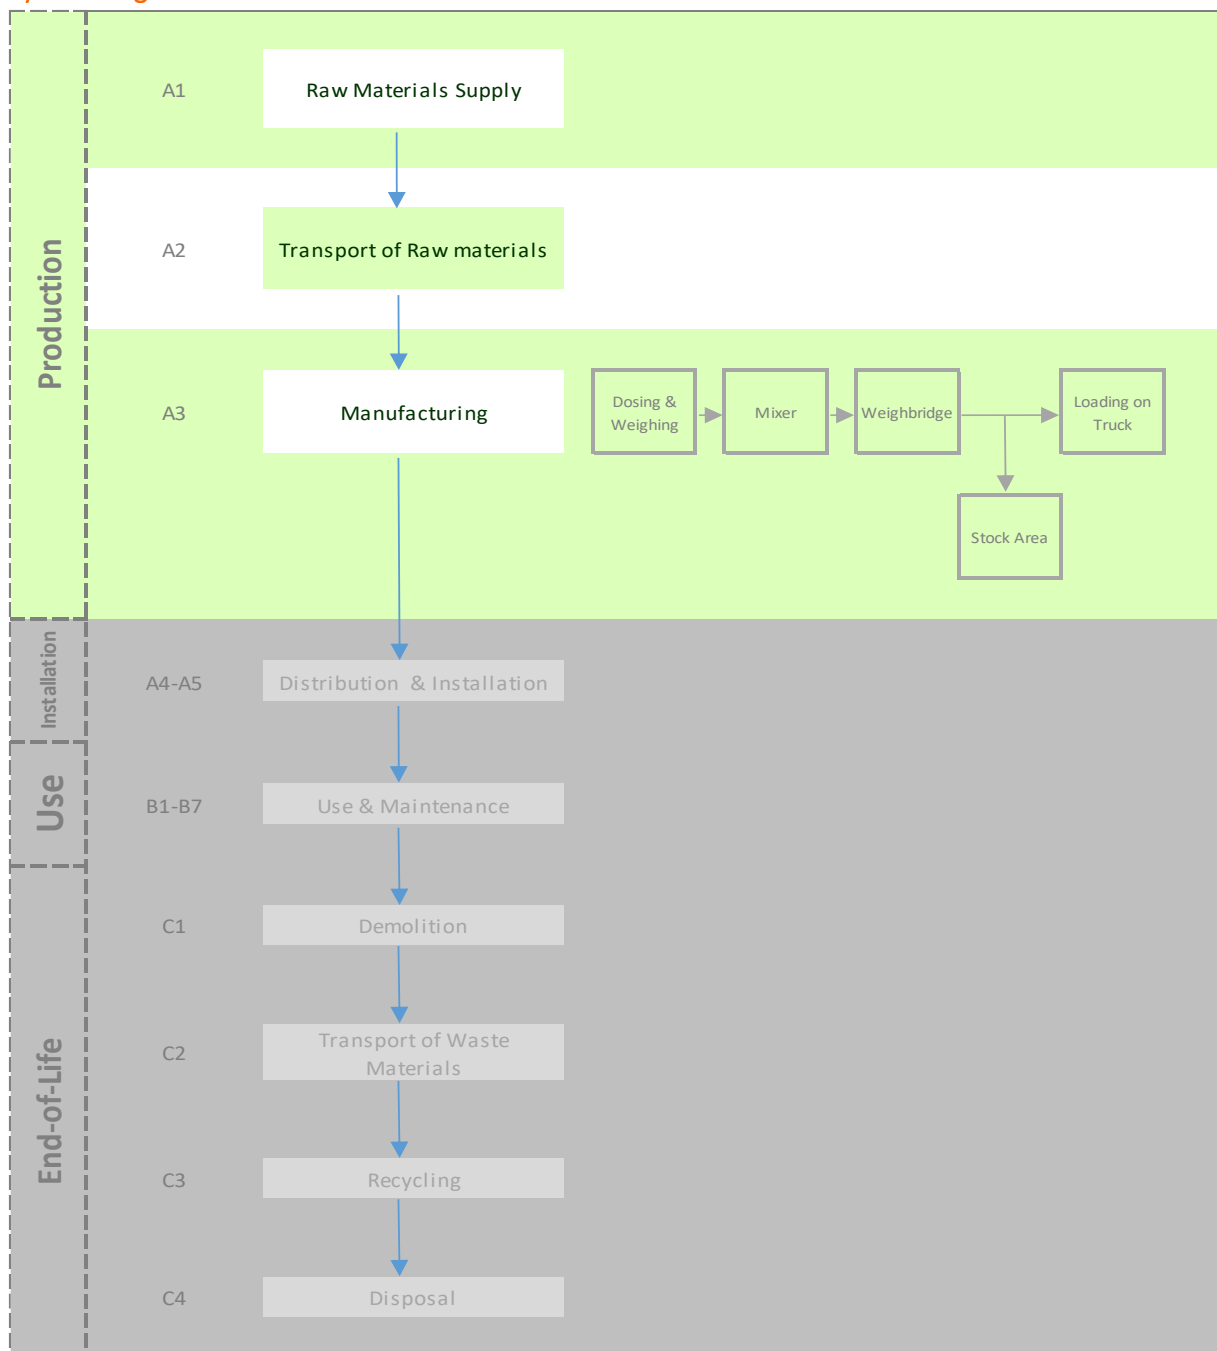 Production
A1
Raw Materials Supply
A2
Transport of Raw materials
A3
Manufacturing
Dosing &
Weighing
Mixer
Weighbridge
Loading on
Truck
Stock Area
Installation
A4-A5
Distribution & Installation
Use
B1-B7
Use & Maintenance
End-of-Life
C1
Demolition
C2
Transport of Waste
Materials
C3
Recycling
C4
Disposal